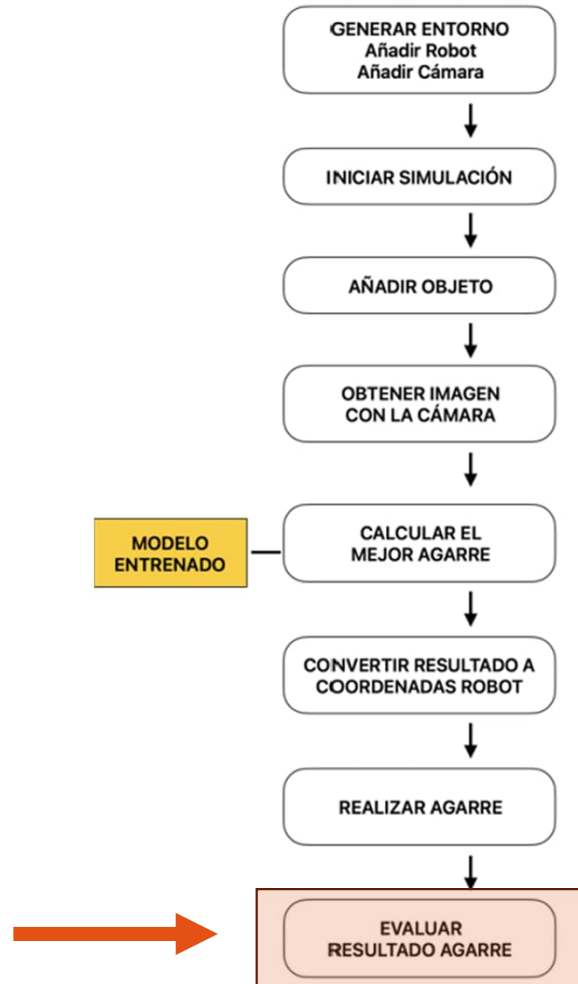 GENERAR ENTORNO
Añadir Robot
Añadir Cámara
INICIAR SIMULACIÓN
AÑADIR OBJETO
OBTENER IMAGEN
CON LA CÁMARA
MODELO
ENTRENADO
CALCULAR EL
MEJOR AGARRE
CONVERTIR RESULTADO A
COORDENADAS ROBOT
REALIZAR AGARRE
EVALUAR
RESULTADO AGARRE